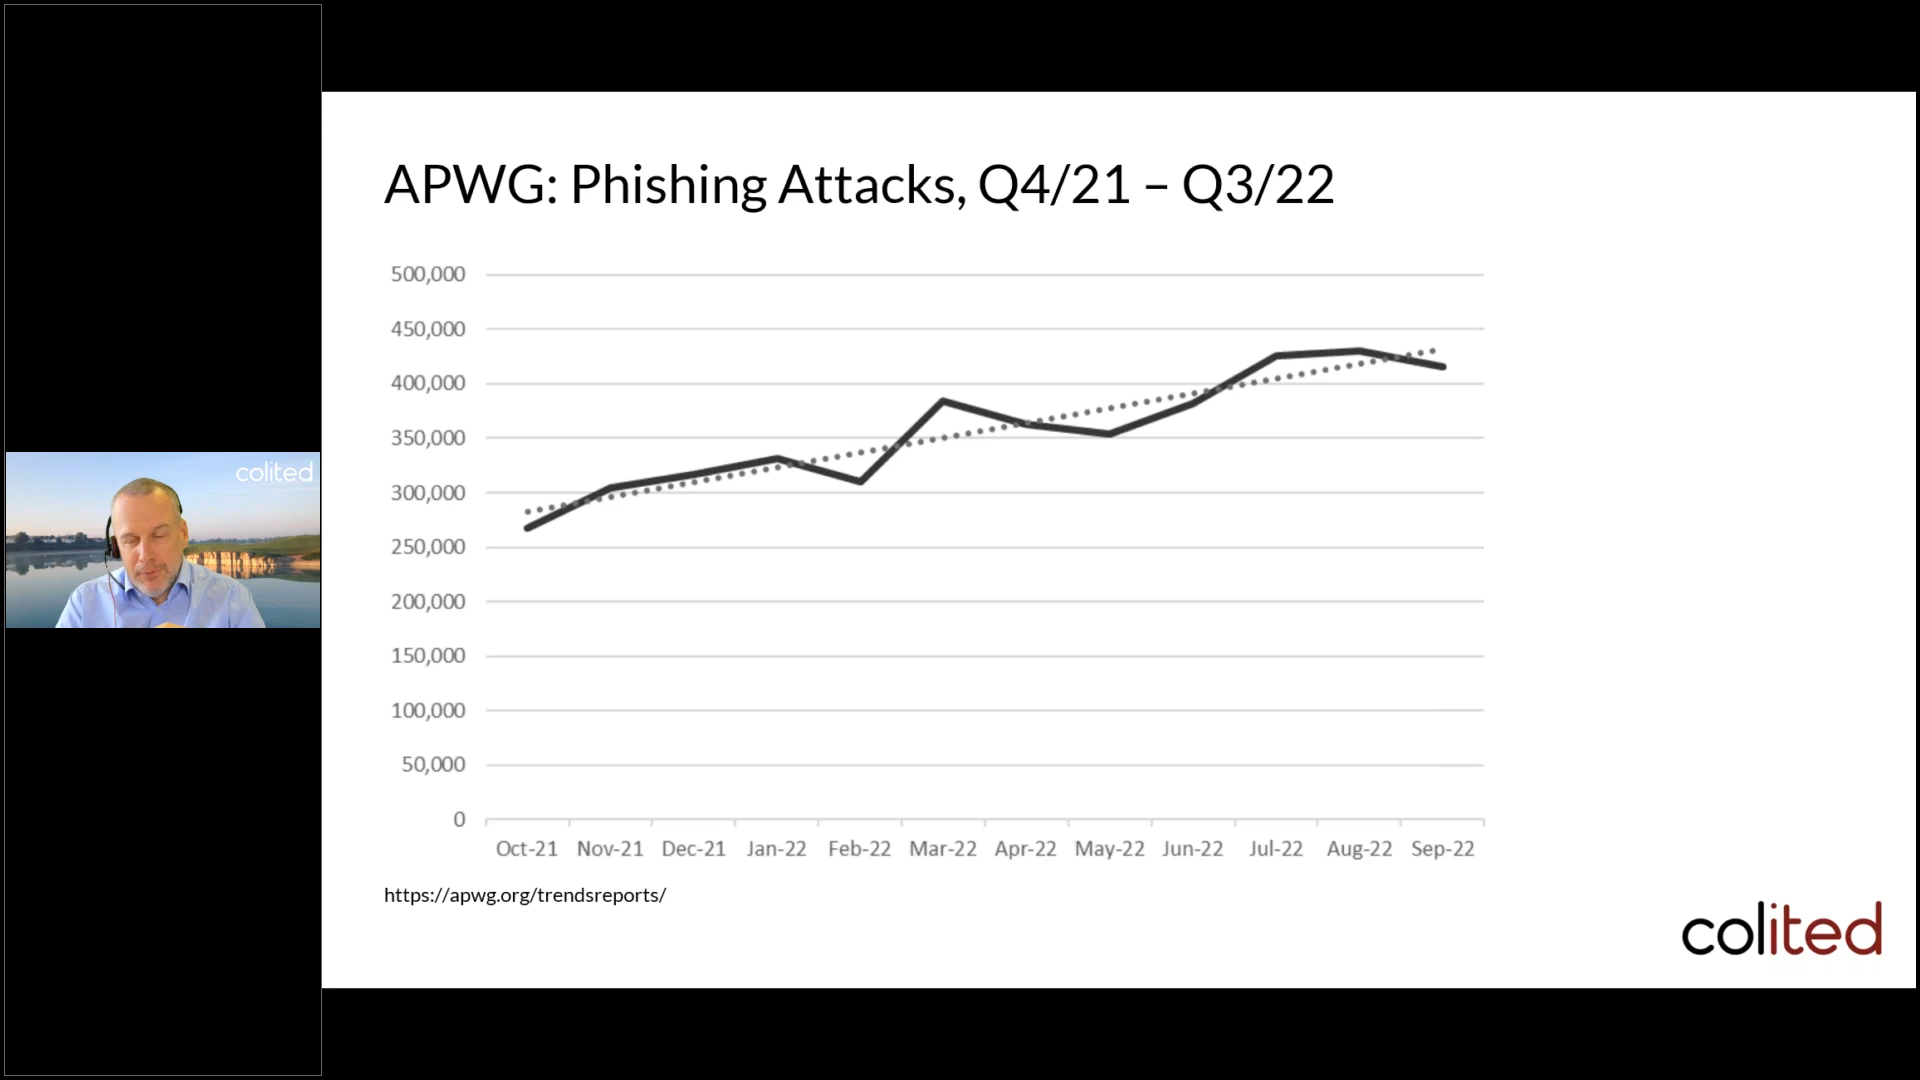 colited
APWG: Phishing Attacks, Q4/21 – Q3/22
500,000
450,000
400,000
350,000
300,000
250,000
200,000
150,000
100,000
50,000
0
Oct-21 Nov-21 Dec-21 Jan-22 Feb-22 Mar-22 Apr-22 May-22 Jun-22 Jul-22 Aug-22 Sep-22
https://apwg.org/trendsreports/
colited